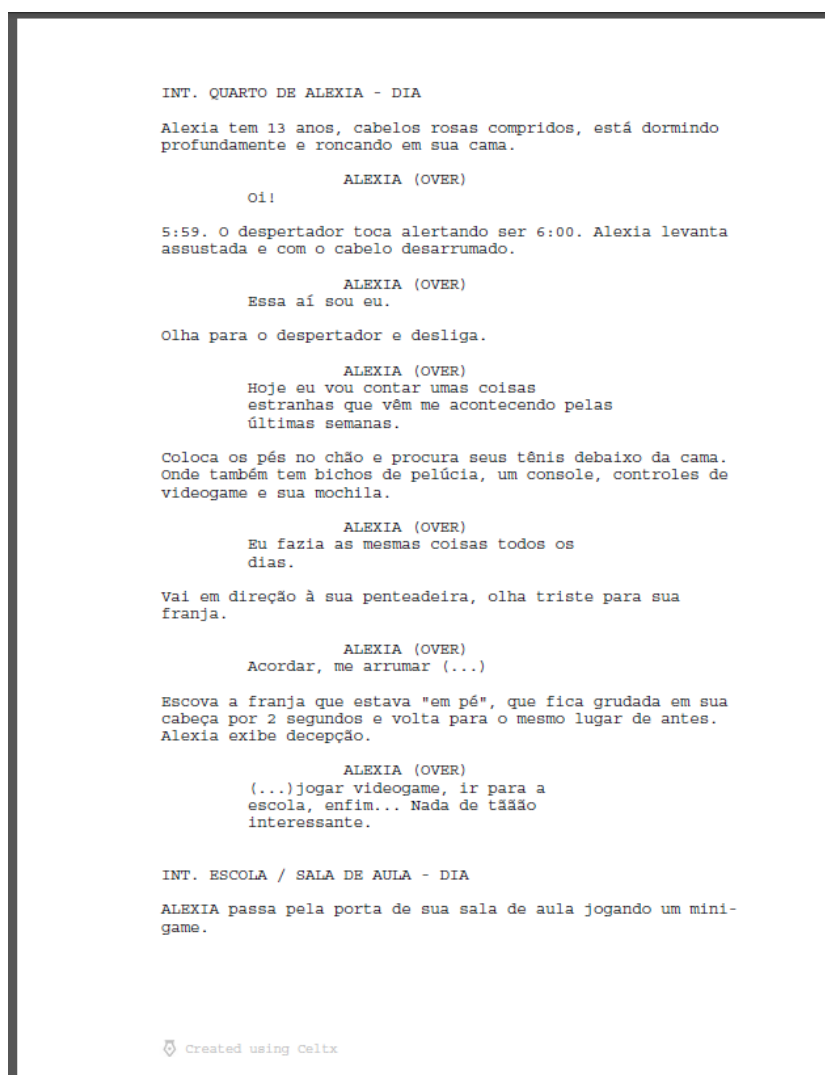 INT. QUARTO DE ALEXIA - DIA
Alexia tem 13 anos, cabelos rosas compridos, está dormindo
profundamente e roncando em sua cama.
ALEXIA (OVER)
Oi!
5:59. O despertador toca alertando ser 6:00. Alexia levanta
assustada e com o cabelo desarrumado.
ALEXIA (OVER)
Essa aí sou eu.
Olha para o despertador e desliga.
ALEXIA (OVER)
Hoje eu vou contar umas coisas
estranhas que vêm me acontecendo pelas
últimas semanas.
Coloca os pés no chão e procura seus tênis debaixo da cama.
Onde também tem bichos de pelúcia, um console, controles de
videogame e sua mochila.
ALEXIA (OVER)
Eu fazia as mesmas coisas todos os
dias.
Vai em direção à sua penteadeira, olha triste para sua
franja.
ALEXIA (OVER)
Acordar, me arrumar (...)
Escova a franja que estava "em pé", que fica grudada em sua
cabeça por 2 segundos e volta para o mesmo lugar de antes.
Alexia exibe decepção.
ALEXIA (OVER)
(...)jogar videogame, ir para a
escola, enfim... Nada de tããão
interessante.
INT. ESCOLA / SALA DE AULA - DIA
ALEXIA passa pela porta de sua sala de aula jogando um mini-
game.
Created using Celtx